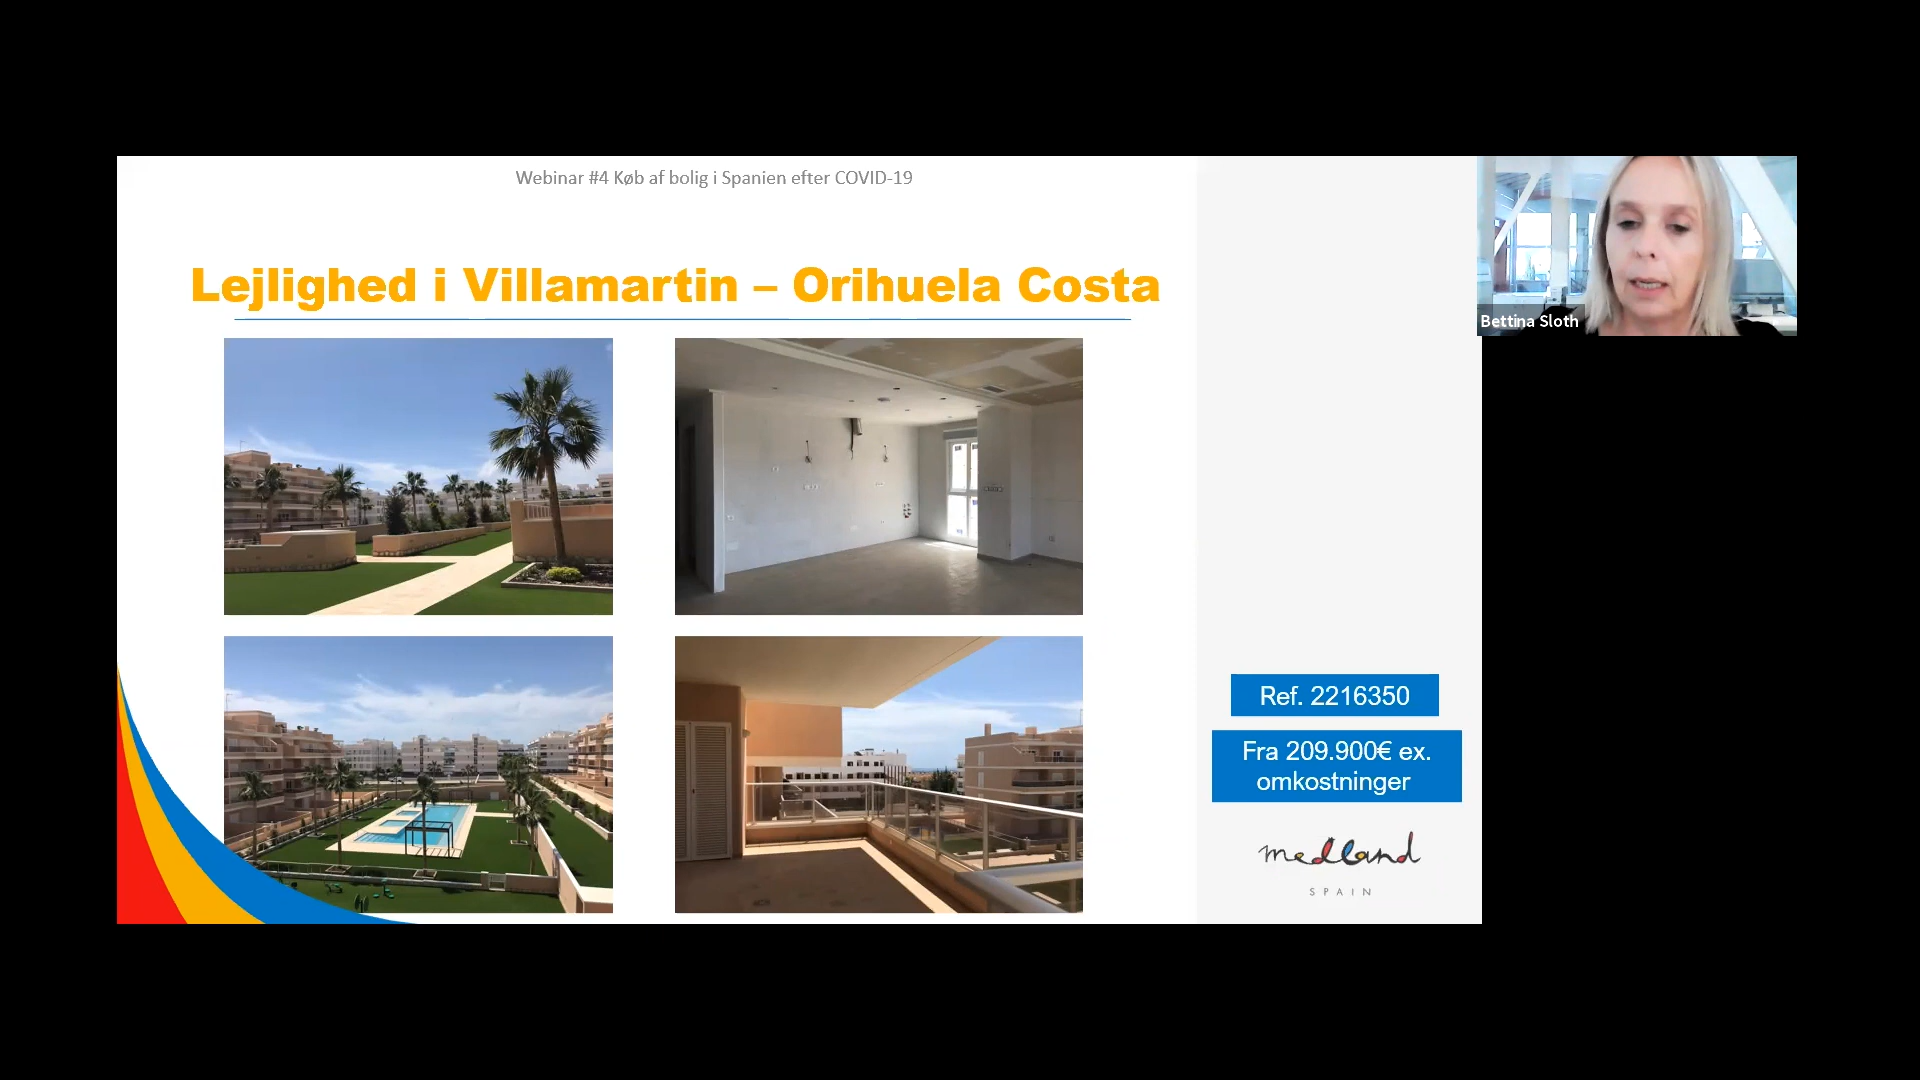 Webinar #4 Køb af bolig i Spanien efter COVID-19
Lejlighed i Villamartin – Orihuela Costa
Bettina Sloth
Ref. 2216350
Fra 209.900€ ex.
omkostninger
medland
SPAIN